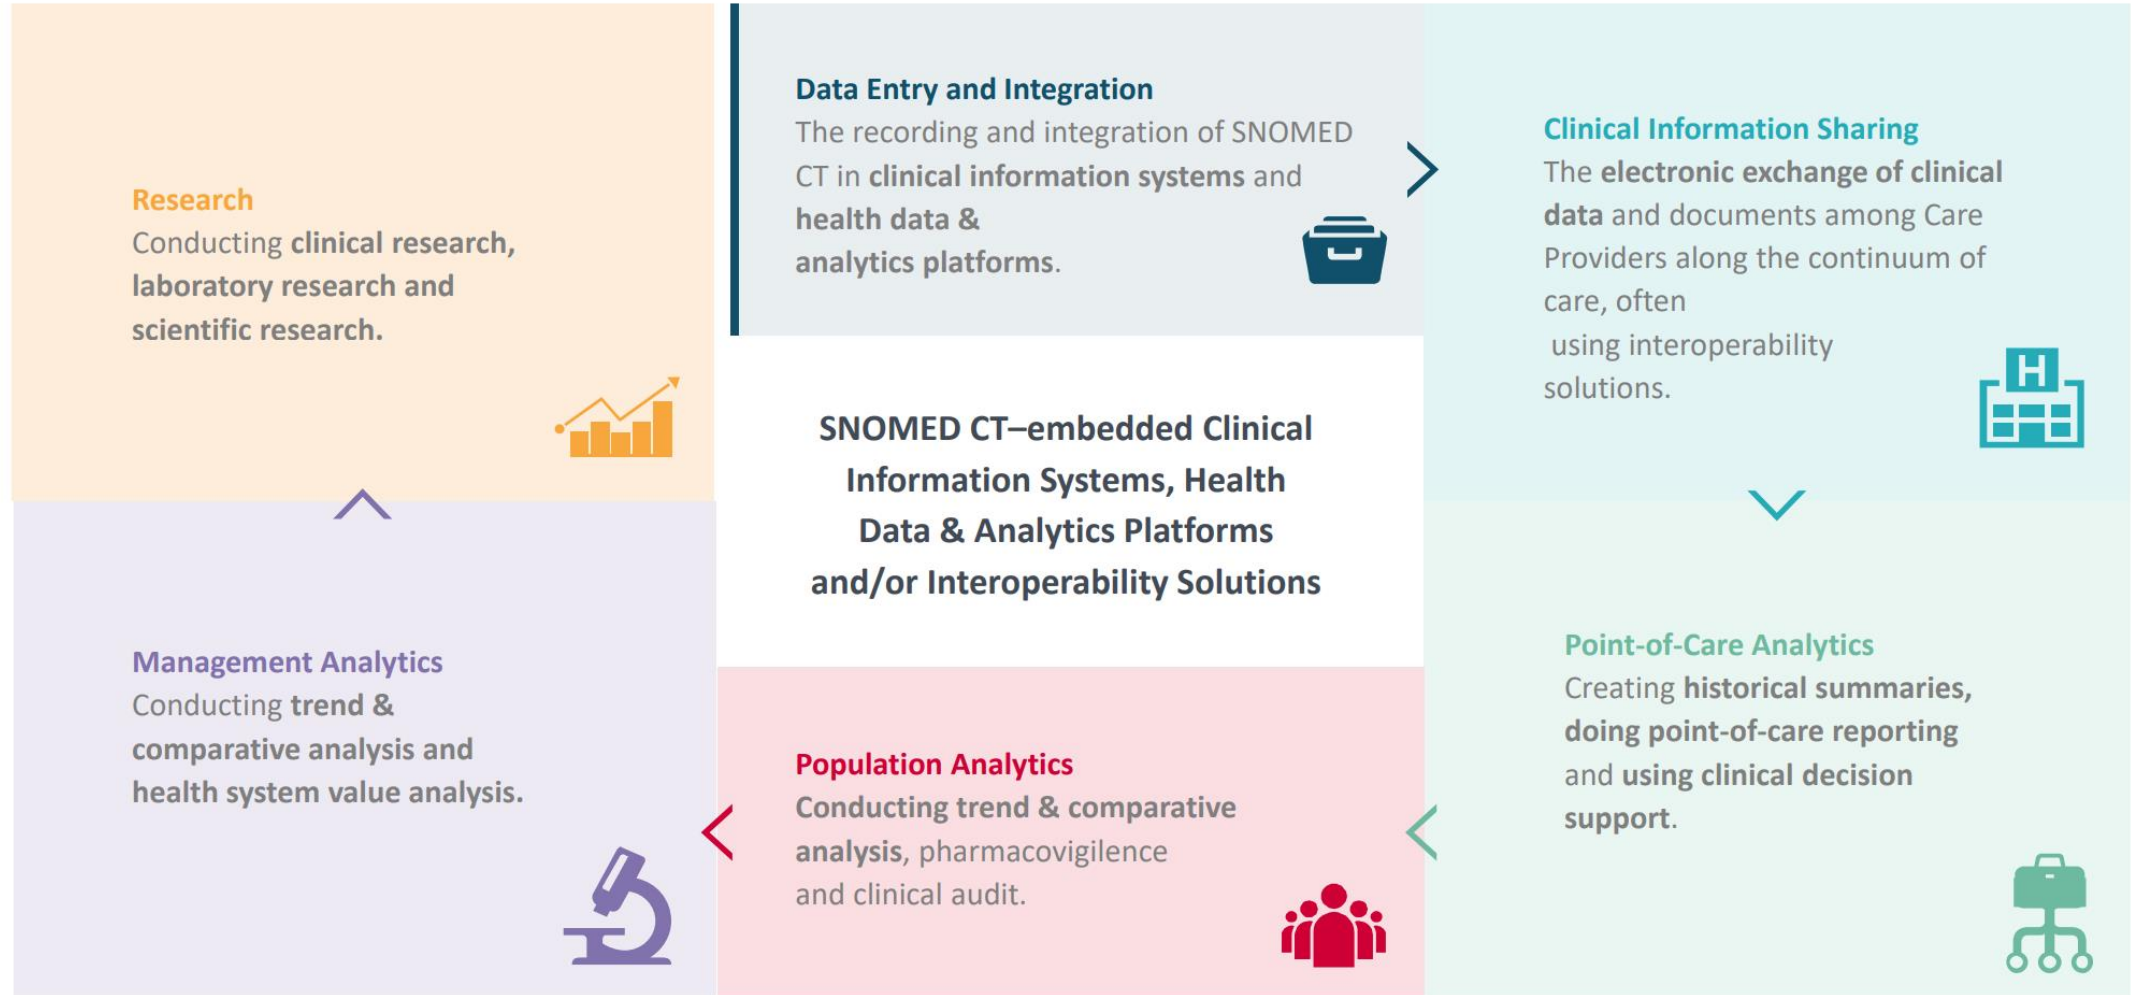 Data Entry and Integration
The recording and integration of SNOMED
CT in clinical information systems and
health data &
analytics platforms.
Clinical Information Sharing
The electronic exchange of clinical
data and documents among Care
Providers along the continuum of
care, often
using interoperability
solutions.
H
Point-of-Care Analytics
Creating historical summaries,
doing point-of-care reporting
and using clinical decision
support.
Population Analytics
Conducting trend & comparative
analysis, pharmacovigilence
and clinical audit.
Management Analytics
Conducting trend &
comparative analysis and
health system value analysis.
Research
Conducting clinical research,
laboratory research and
scientific research.
SNOMED CT–embedded Clinical
Information Systems, Health
Data & Analytics Platforms
and/or Interoperability Solutions